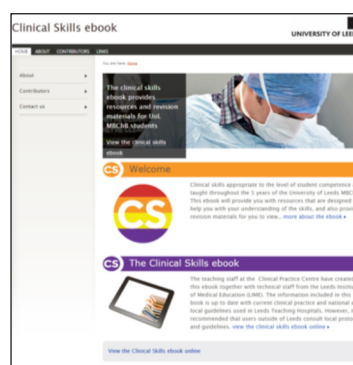 Clinical Skills ebook
UNIVERSITY OF LEE
HOME ABOUT CONTRIBUTORS LINKS
You are here: Home
About
Contributors
Contact us
The clinical skills
ebook provides
resources and revision
materials for UoL
MBChB students
View the clinical skills
ebook
CS Welcome
CS
Clinical skills appropriate to the level of student competence a
taught throughout the 5 years of the University of Leeds MBC
This ebook will provide you with resources that are designed
help you with your understanding of the skills, and also provi
revision materials for you to view... more about the ebook
CS The Clinical Skills ebook
The teaching staff at the Clinical Practice Centre have created
this ebook together with technical staff from the Leeds Institu
of Medical Education (LIME). The information included in this
book is up to date with current clinical practice and national a
local guidelines used in Leeds Teaching Hospitals. However, i
recommended that users outside of Leeds consult local proto
and guidelines. view the clinical skills ebook online
View the Clinical Skills ebook online